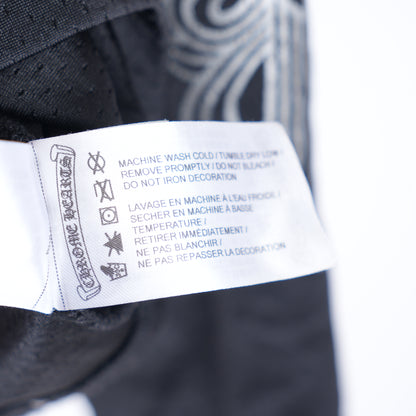 CHROME HEARTS
MACHINE WASH COLD / TUMBLE DRY LOW /
REMOVE PROMPTLY / DO NOT BLEACH /
DO NOT IRON DECORATION
LAVAGE EN MACHINE À L'EAU FROIDE /
SECHER EN MACHINE À BASSE
TEMPERATURE /
RETIRER IMMÉDIATEMENT /
NE PAS BLANCHIR /
NE PAS REPASSER LA DECORATION